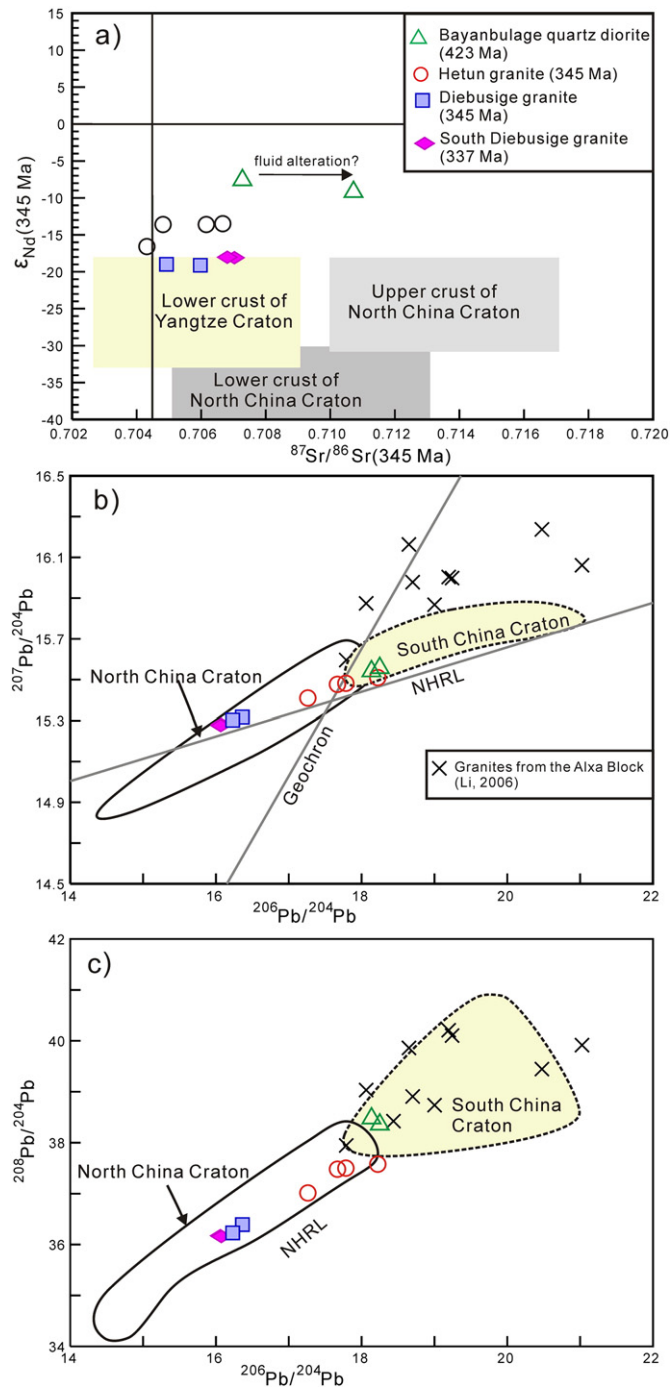 a)
15
10
5
0
-5
-10
-15
-20
-25
-30
-35
-40
εNd(345 Ma)
Bayanbulage quartz diorite
(423 Ma)
Hetun granite (345 Ma)
Diebusige granite
(345 Ma)
South Diebusige granite
(337 Ma)
fluid alteration?
Lower crust of
Yangtze Craton
Upper crust of
North China Craton
Lower crust of
North China Craton
0.702 0.704 0.706 0.708 0.710 0.712 0.714 0.716 0.718 0.720
87Sr/86Sr(345 Ma)
b)
16.5
16.1
15.7
15.3
14.9
14.5
207Pb/204Pb
South China Craton
North China Craton
NHRL
Geochron
Granites from the Alxa Block
(Li, 2006)
14 16 18 20 22
206Pb/204Pb
c)
42
40
38
36
34
208Pb/204Pb
South China
Craton
North China Craton
NHRL
14 16 18 20 22
206Pb/204Pb